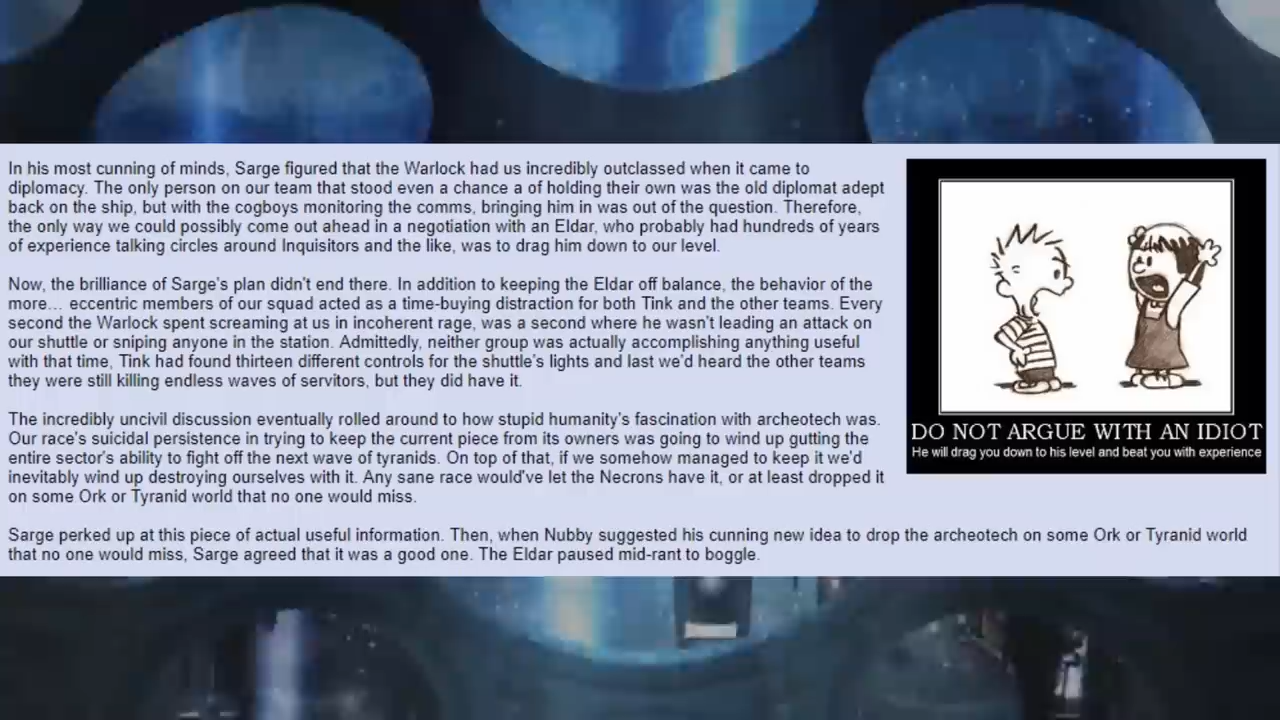 In his most cunning of minds, Sarge figured that the Warlock had us incredibly outclassed when it came to
diplomacy. The only person on our team that stood even a chance a of holding their own was the old diplomat adept
back on the ship, but with the cogboys monitoring the comms, bringing him in was out of the question. Therefore,
the only way we could possibly come out ahead in a negotiation with an Eldar, who probably had hundreds of years
of experience talking circles around Inquisitors and the like, was to drag him down to our level.
Now, the brilliance of Sarge's plan didn't end there. In addition to keeping the Eldar off balance, the behavior of the
more... eccentric members of our squad acted as a time-buying distraction for both Tink and the other teams. Every
second the Warlock spent screaming at us in incoherent rage, was a second where he wasn't leading an attack on
our shuttle or sniping anyone in the station. Admittedly, neither group was actually accomplishing anything useful
with that time, Tink had found thirteen different controls for the shuttle's lights and last we'd heard the other teams
they were still killing endless waves of servitors, but they did have it.
The incredibly uncivil discussion eventually rolled around to how stupid humanity's fascination with archeotech was.
Our race's suicidal persistence in trying to keep the current piece from its owners was going to wind up gutting the
entire sector's ability to fight off the next wave of tyranids. On top of that, if we somehow managed to keep it we'd
inevitably wind up destroying ourselves with it. Any sane race would've let the Necrons have it, or at least dropped it
on some Ork or Tyranid world that no one would miss.
Sarge perked up at this piece of actual useful information. Then, when Nubby suggested his cunning new idea to drop the archeotech on some Ork or Tyranid world
that no one would miss, Sarge agreed that it was a good one. The Eldar paused mid-rant to boggle.
DO NOT ARGUE WITH AN IDIOT
He will drag you down to his level and beat you with experience